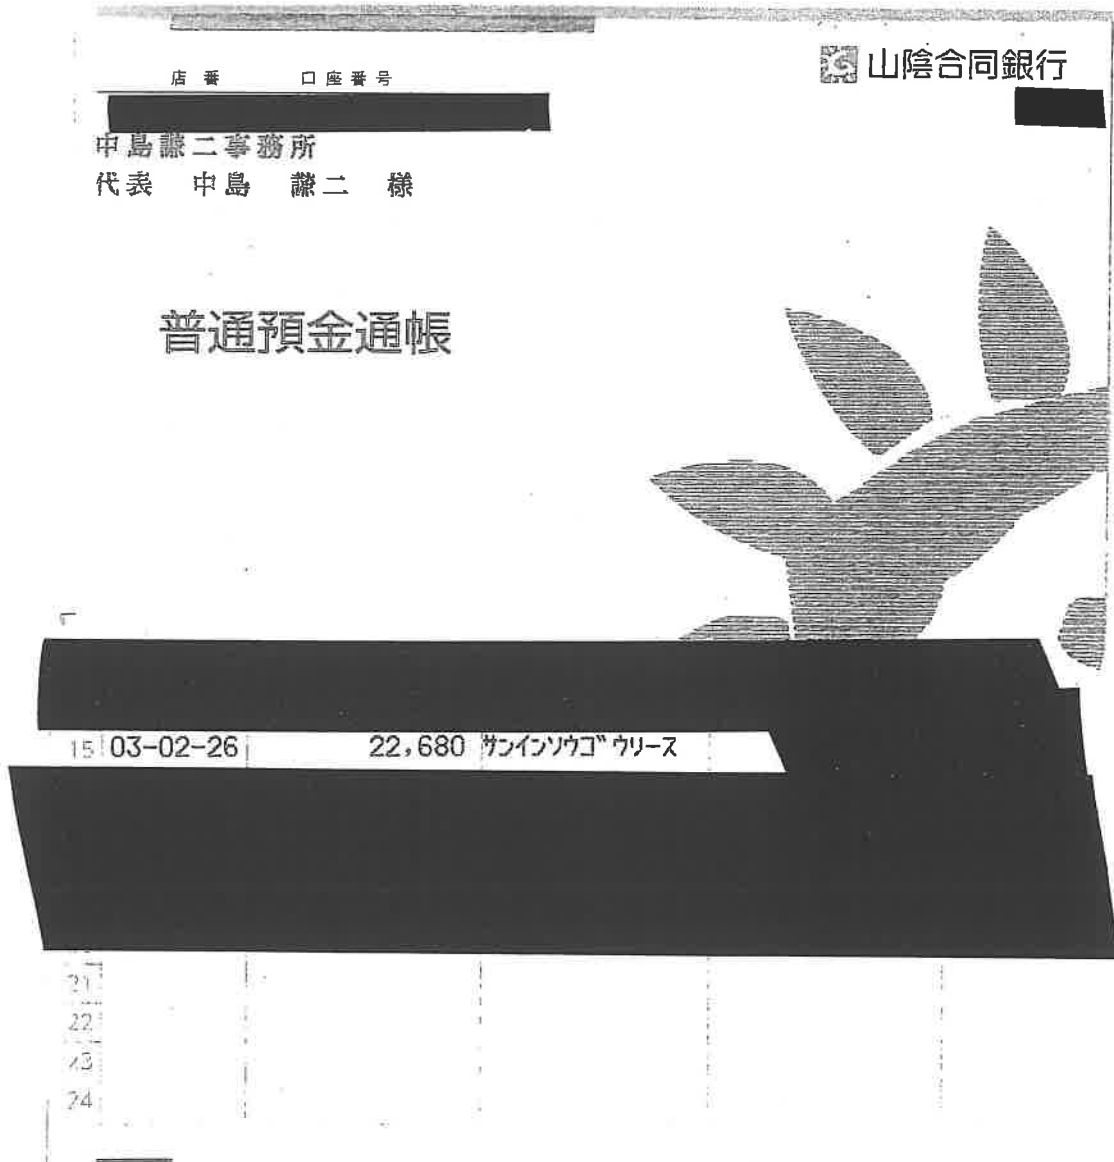 山陰合同銀行
店番 口座番号
中島謙二事務所
代表 中島 謙二 様
普通預金通帳
15 03-02-26 22,680 サンインソウゴウリース
21
22
23
24